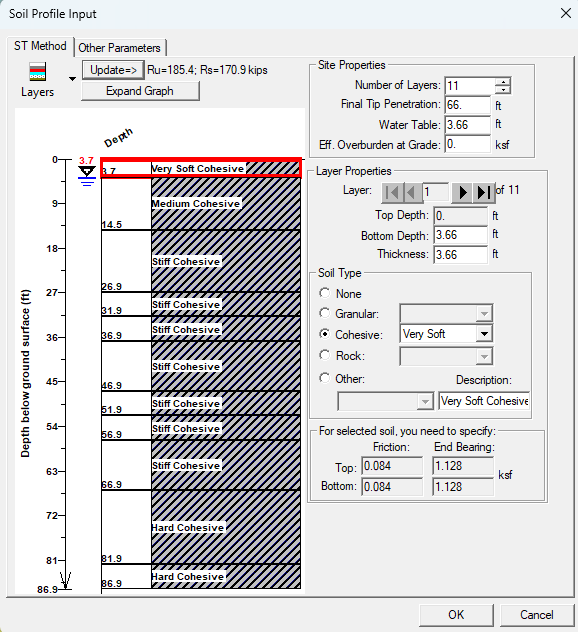 Soil Profile Input
ST Method
Other Parameters
Layers
Update=>
Ru=185.4; Rs=170.9 kips
Expand Graph
Depth
Depth below ground surface (ft)
0
9
18
27
36
45
54
63
72
81
86.9
3.7
3.7
Very Soft Cohesive
Medium Cohesive
14.5
Stiff Cohesive
26.9
Stiff Cohesive
31.9
Stiff Cohesive
36.9
Stiff Cohesive
46.9
Stiff Cohesive
51.9
Stiff Cohesive
56.9
Stiff Cohesive
66.9
Hard Cohesive
81.9
Hard Cohesive
86.9
Site Properties
Number of Layers: 11
Final Tip Penetration: 66. ft
Water Table: 3.66 ft
Eff. Overburden at Grade: 0. ksf
Layer Properties
Layer: 1 of 11
Top Depth: 0. ft
Bottom Depth: 3.66 ft
Thickness: 3.66 ft
Soil Type
None
Granular:
Cohesive: Very Soft
Rock:
Other: Description:
Very Soft Cohesive
For selected soil, you need to specify:
Friction: End Bearing:
Top: 0.084 1.128
ksf
Bottom: 0.084 1.128
OK
Cancel